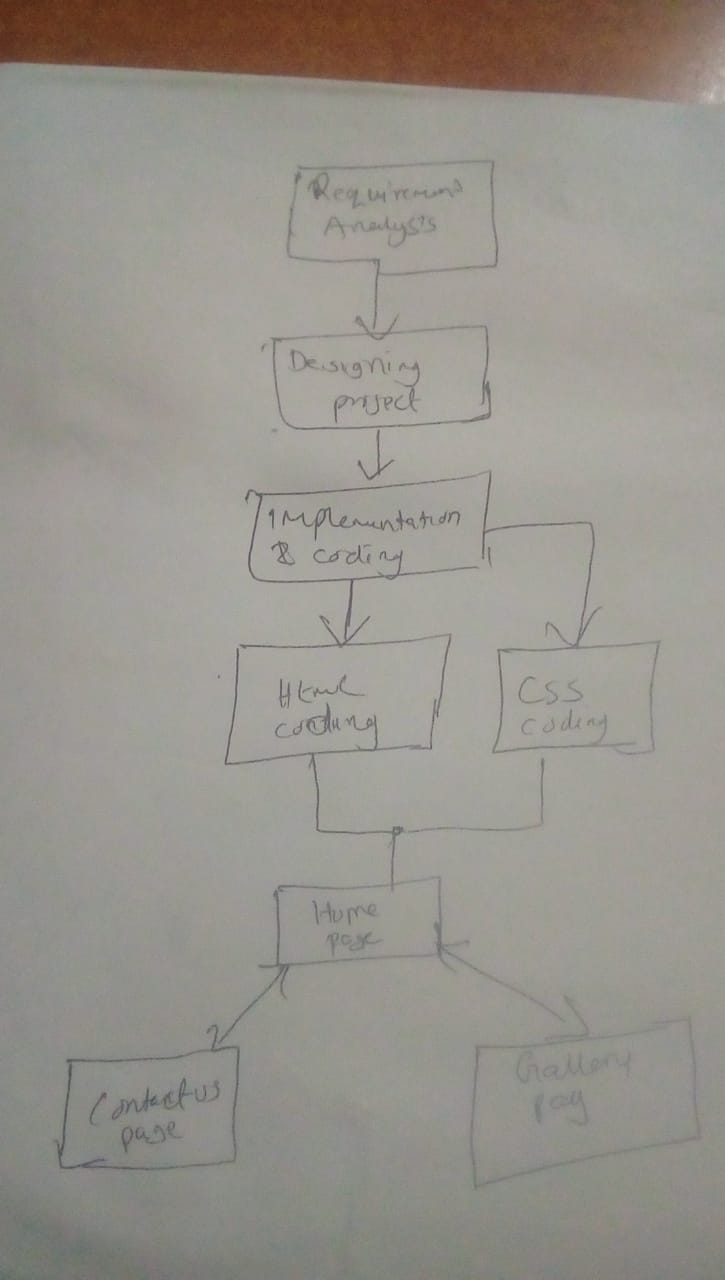 Requirement
Analysis
Designing
project
Implementation
& coding
Html
coding
CSS
coding
Home
page
Contact us
page
Gallery
pag